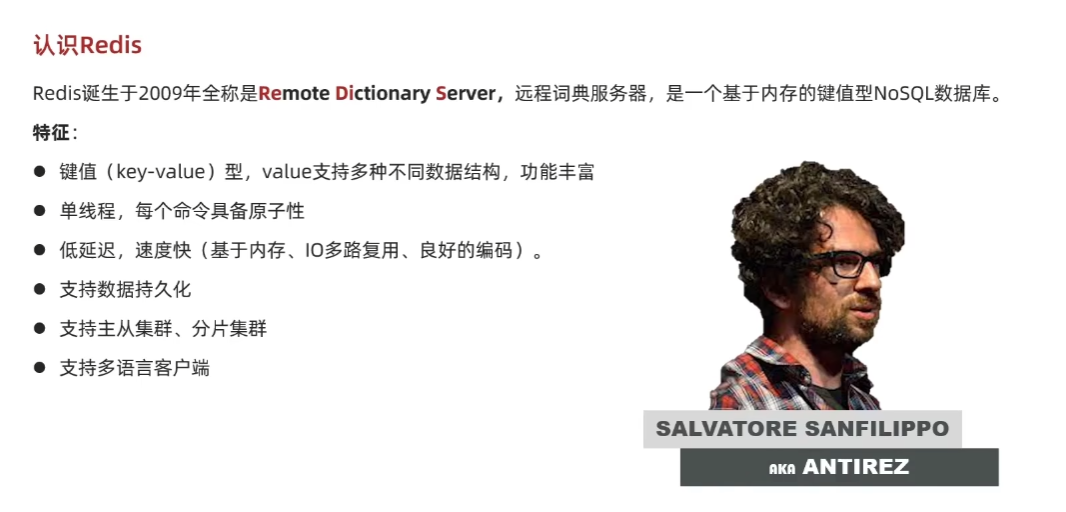 认识Redis
Redis诞生于2009年全称是Remote Dictionary Server，远程词典服务器，是一个基于内存的键值型NoSQL数据库。
特征：
● 键值（key-value）型，value支持多种不同数据结构，功能丰富
● 单线程，每个命令具备原子性
● 低延迟，速度快（基于内存、IO多路复用、良好的编码）。
● 支持数据持久化
● 支持主从集群、分片集群
● 支持多语言客户端
SALVATORE SANFILIPPO
AKA ANTIREZ